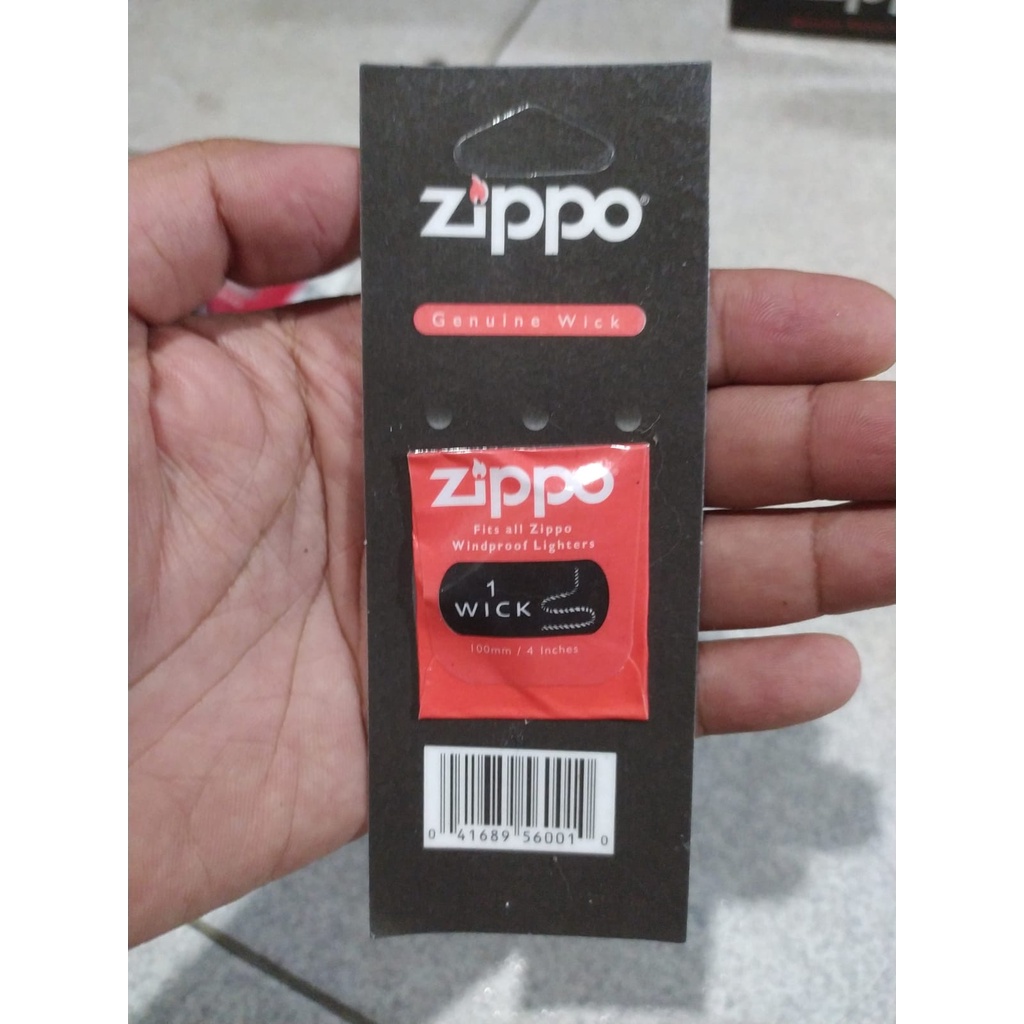 zippo®
Genuine Wick
zippo
Fits all Zippo
Windproof Lighters
1
WICK
100mm / 4 Inches
0 41689 56001 0